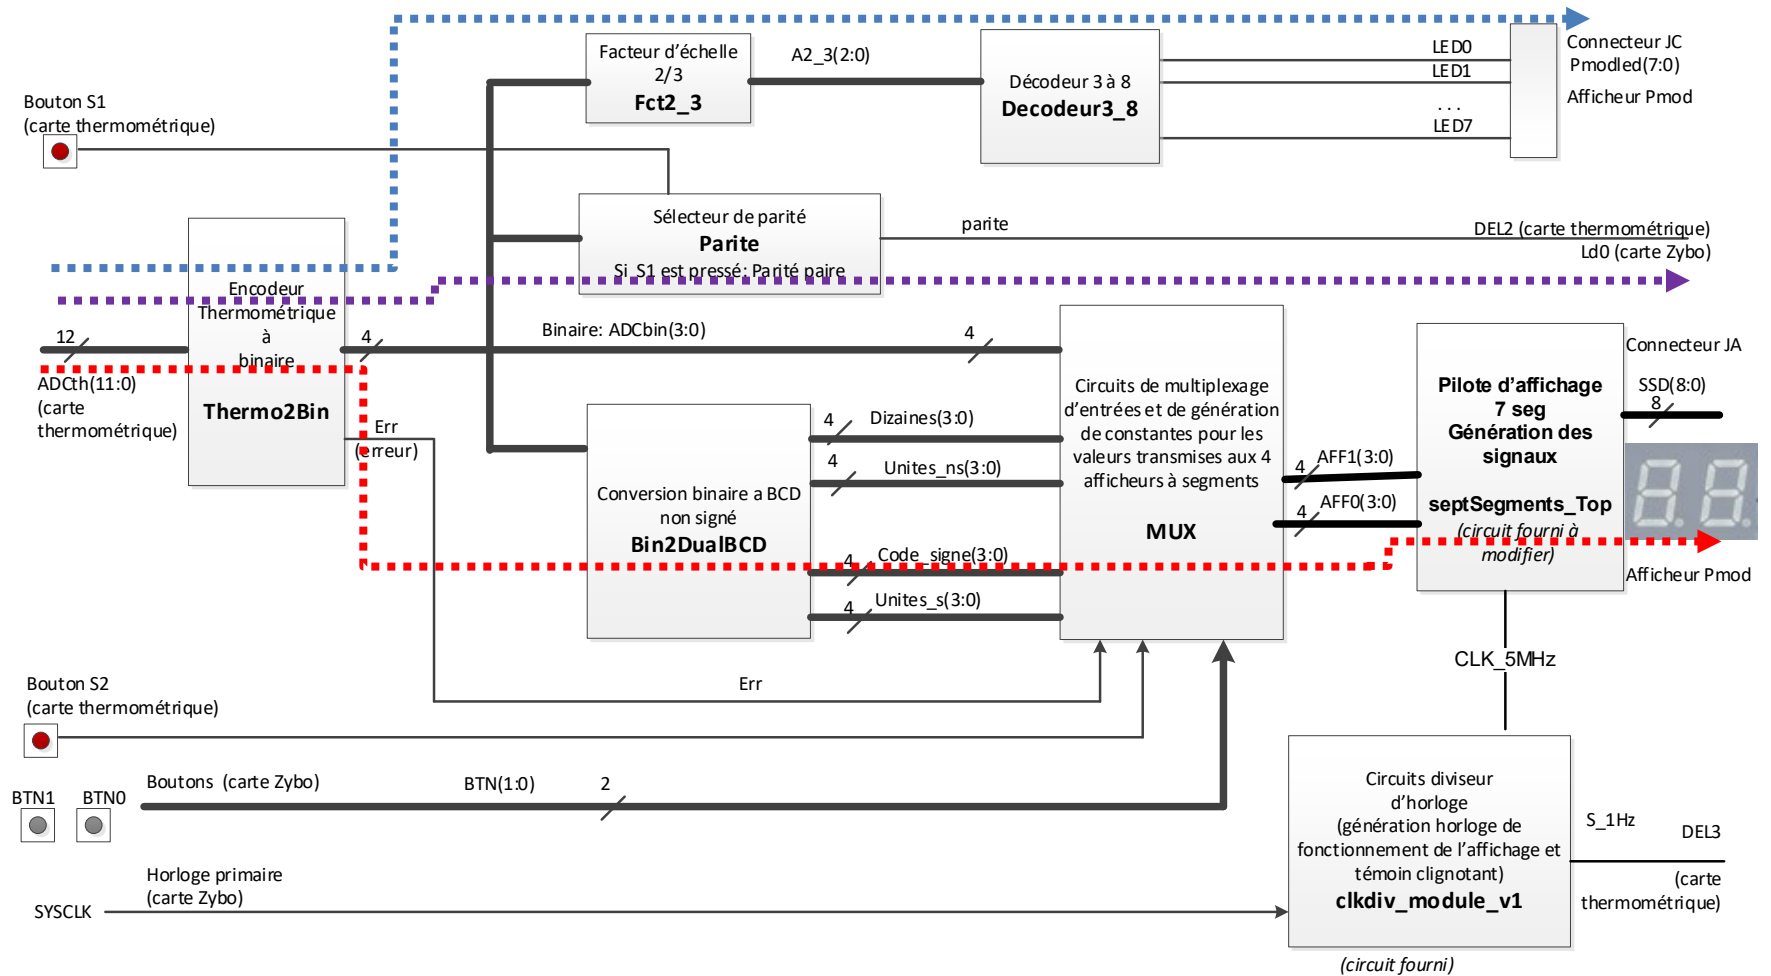 Facteur d'échelle
2/3
Fct2_3
A2_3(2:0)
Décodeur 3 à 8
Decodeur3_8
LED0
LED1
. . .
LED7
Connecteur JC
Pmodled(7:0)
Afficheur Pmod
Bouton S1
(carte thermométrique)
Sélecteur de parité
Parite
Si S1 est pressé: Parité paire
parite
DEL2 (carte thermométrique)
Ld0 (carte Zybo)
Encodeur
Thermométrique
à
binaire
Thermo2Bin
12
ADCth(11:0)
(carte
thermométrique)
4
Binaire: ADCbin(3:0)
4
Err
(erreur)
Conversion binaire a BCD
non signé
Bin2DualBCD
4
Dizaines(3:0)
4
Unites_ns(3:0)
4
Code_signe(3:0)
4
Unites_s(3:0)
Circuits de multiplexage
d'entrées et de génération
de constantes pour les
valeurs transmises aux 4
afficheurs à segments
MUX
4
AFF1(3:0)
4
AFF0(3:0)
Pilote d'affichage
7 seg
Génération des
signaux
septSegments_Top
(circuit fourni à
modifier)
Connecteur JA
SSD(8:0)
8
8.8.
Afficheur Pmod
CLK_5MHz
Err
Bouton S2
(carte thermométrique)
BTN1
BTN0
Boutons (carte Zybo)
BTN(1:0)
2
Horloge primaire
(carte Zybo)
SYSCLK
Circuits diviseur
d'horloge
(génération horloge de
fonctionnement de l'affichage et
témoin clignotant)
clkdiv_module_v1
(circuit fourni)
S_1Hz
DEL3
(carte
thermométrique)